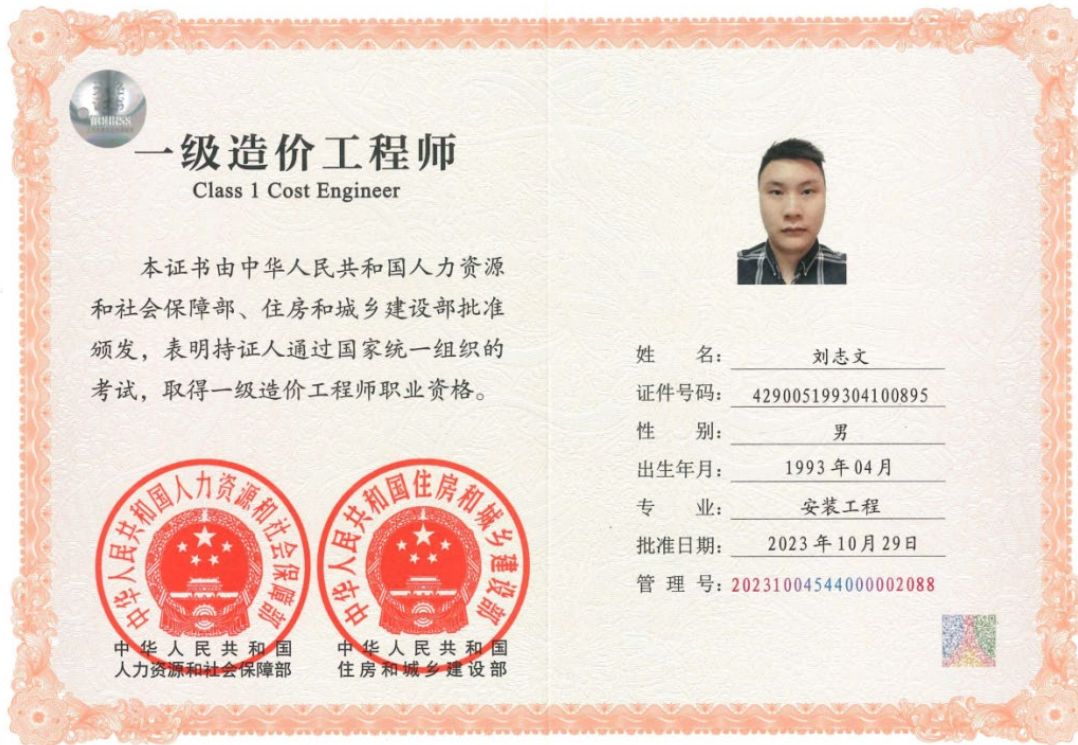 一级造价工程师
Class 1 Cost Engineer
本证书由中华人民共和国人力资源
和社会保障部、住房和城乡建设部批准
颁发，表明持证人通过国家统一组织的
考试，取得一级造价工程师职业资格。
中华人民共和国人力资源和社会保障部
中华人民共和国住房和城乡建设部
中华人民共和国
人力资源和社会保障部
中华人民共和国
住房和城乡建设部
姓 名： 刘志文
证件号码： 429005199304100895
性 别： 男
出生年月： 1993年04月
专 业： 安装工程
批准日期： 2023年10月29日
管 理 号：20231004544000002088